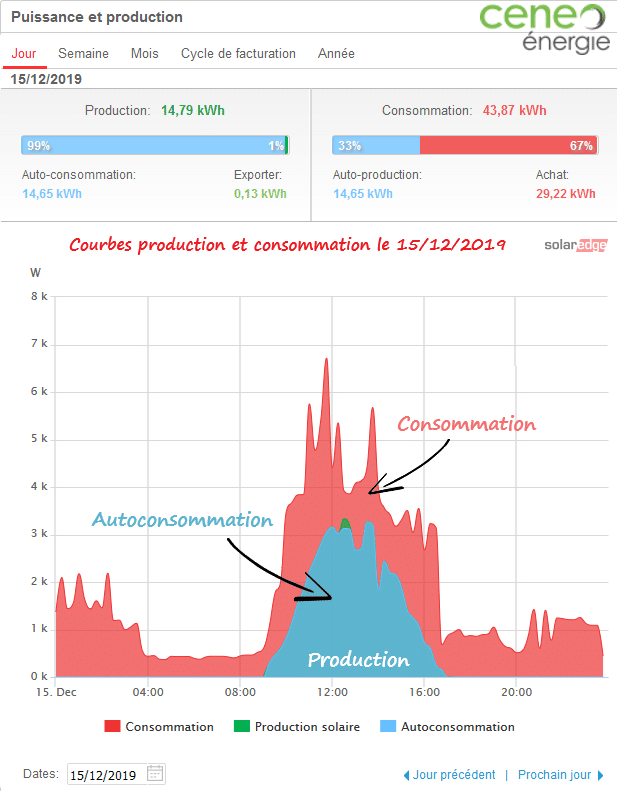 Puissance et production
ceneo
énergie
Jour Semaine Mois Cycle de facturation Année
15/12/2019
Production: 14,79 kWh
Consommation: 43,87 kWh
99% 1%
33% 67%
Auto-consommation: Exporter:
14,65 kWh 0,13 kWh
Auto-production: Achat:
14,65 kWh 29,22 kWh
Courbes production et consommation le 15/12/2019
solaredge
W
8 k
7 k
6 k
5 k
4 k
3 k
2 k
1 k
0 k
Consommation
Autoconsommation
Production
15. Dec 04:00 08:00 12:00 16:00 20:00
Consommation Production solaire Autoconsommation
Dates: 15/12/2019
Jour précédent | Prochain jour